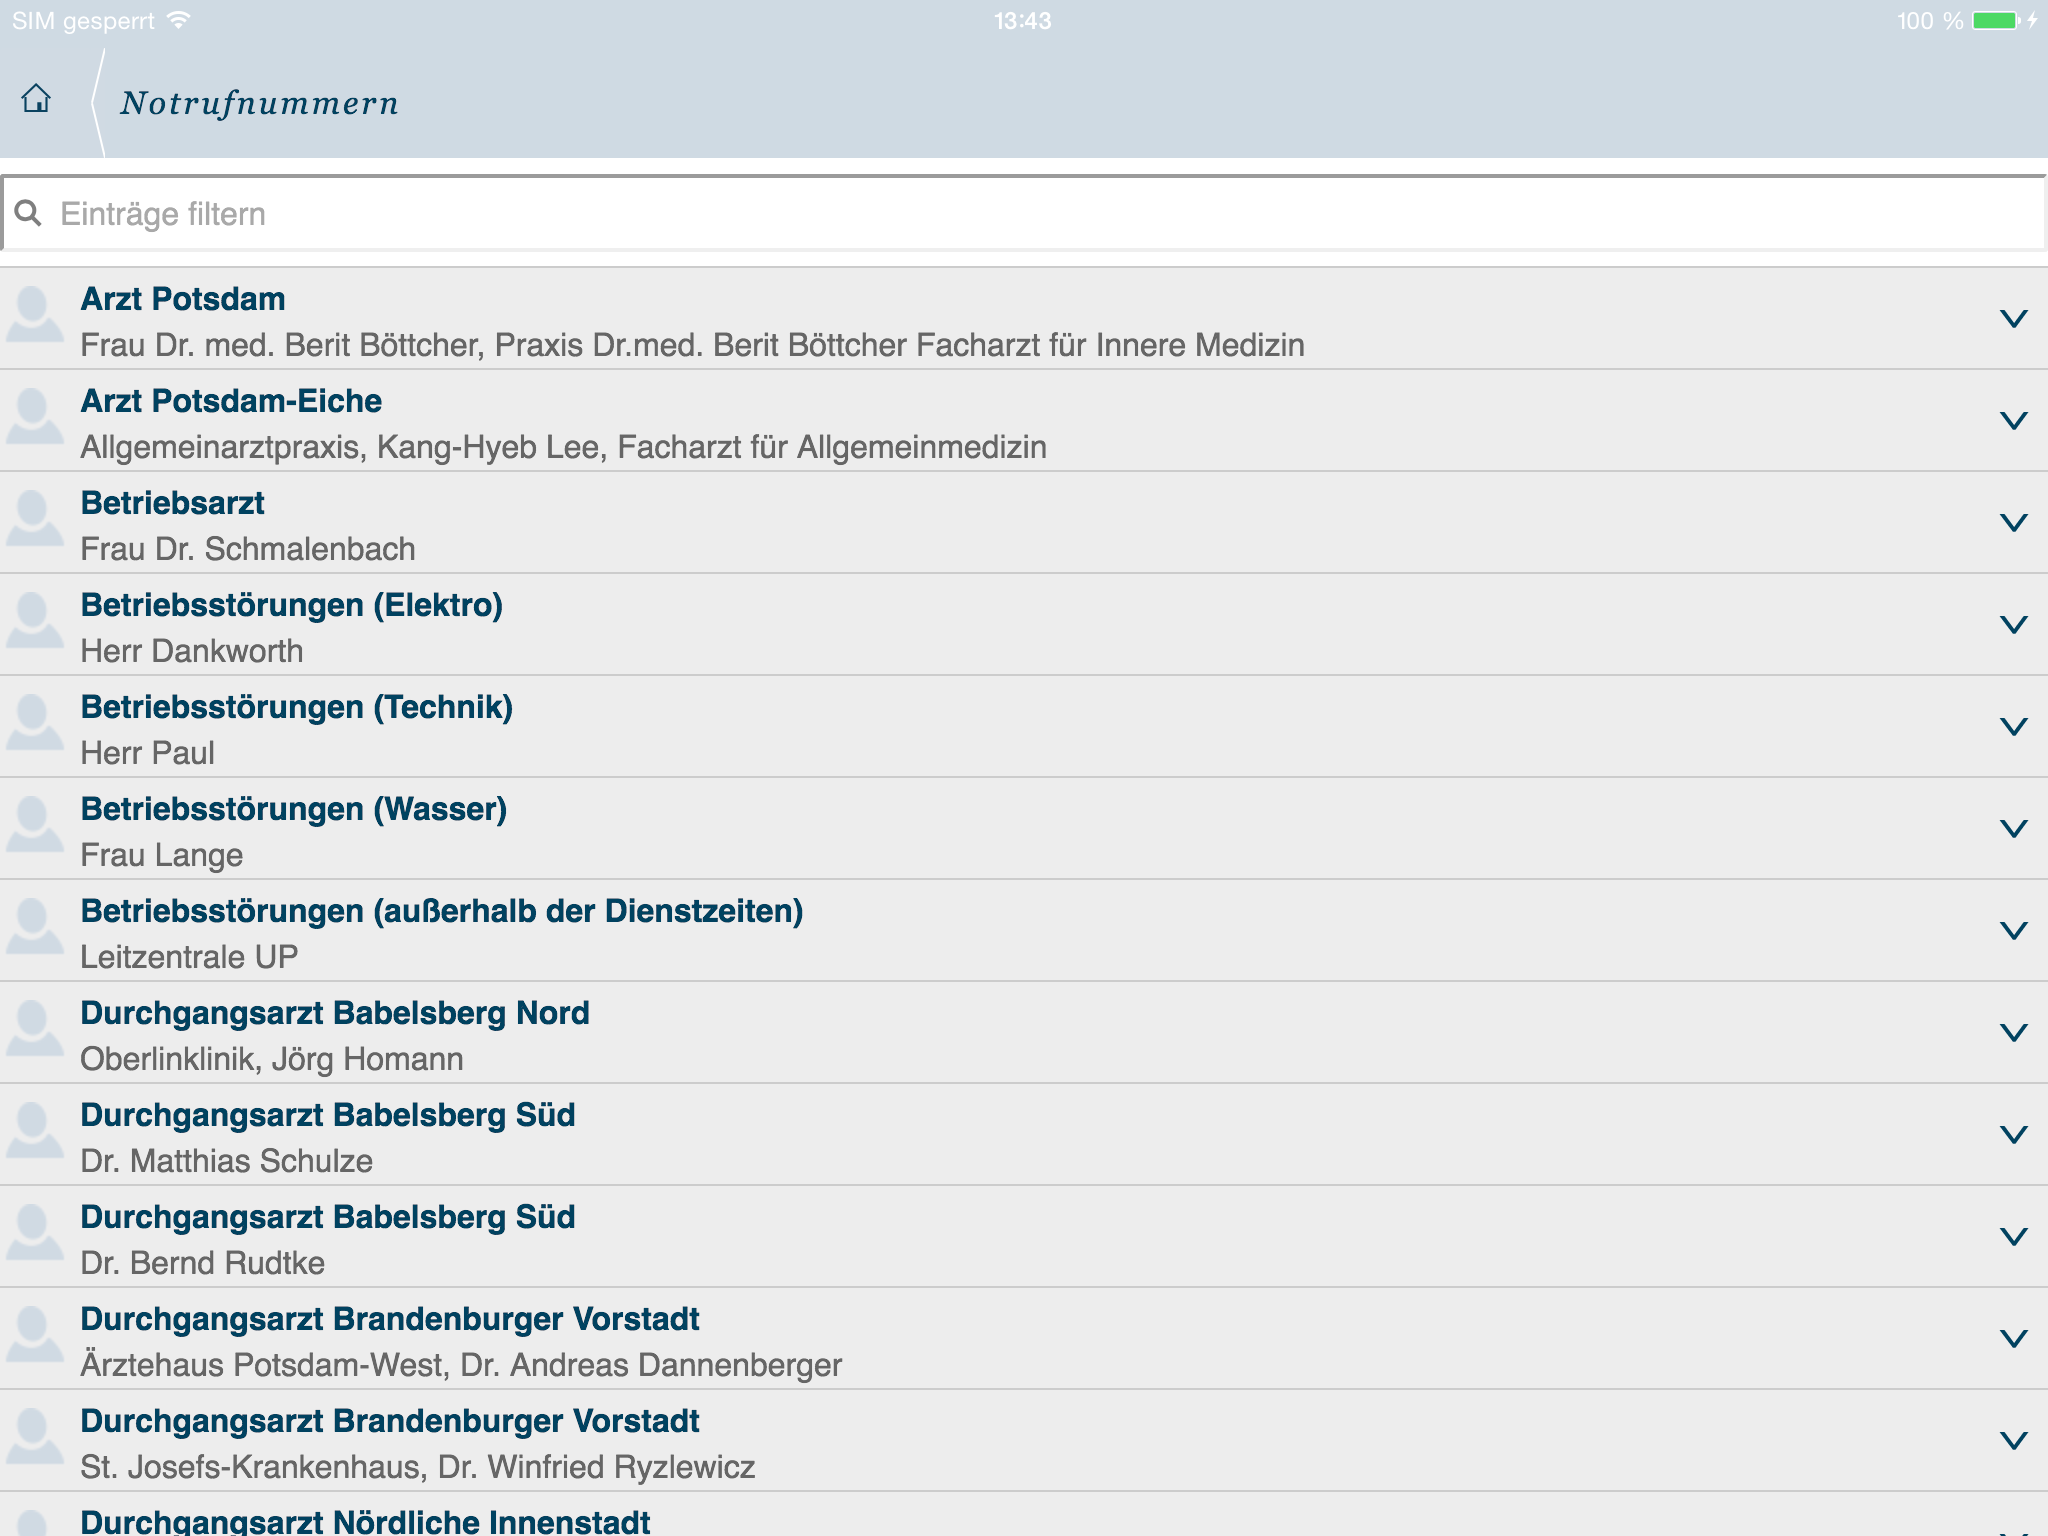 SIM gesperrt 13:43 100 %
Notrufnummern
Einträge filtern
Arzt Potsdam
Frau Dr. med. Berit Böttcher, Praxis Dr.med. Berit Böttcher Facharzt für Innere Medizin
Arzt Potsdam-Eiche
Allgemeinarztpraxis, Kang-Hyeb Lee, Facharzt für Allgemeinmedizin
Betriebsarzt
Frau Dr. Schmalenbach
Betriebsstörungen (Elektro)
Herr Dankworth
Betriebsstörungen (Technik)
Herr Paul
Betriebsstörungen (Wasser)
Frau Lange
Betriebsstörungen (außerhalb der Dienstzeiten)
Leitzentrale UP
Durchgangsarzt Babelsberg Nord
Oberlinklinik, Jörg Homann
Durchgangsarzt Babelsberg Süd
Dr. Matthias Schulze
Durchgangsarzt Babelsberg Süd
Dr. Bernd Rudtke
Durchgangsarzt Brandenburger Vorstadt
Ärztehaus Potsdam-West, Dr. Andreas Dannenberger
Durchgangsarzt Brandenburger Vorstadt
St. Josefs-Krankenhaus, Dr. Winfried Ryzlewicz
Durchgangsarzt Nördliche Innenstadt